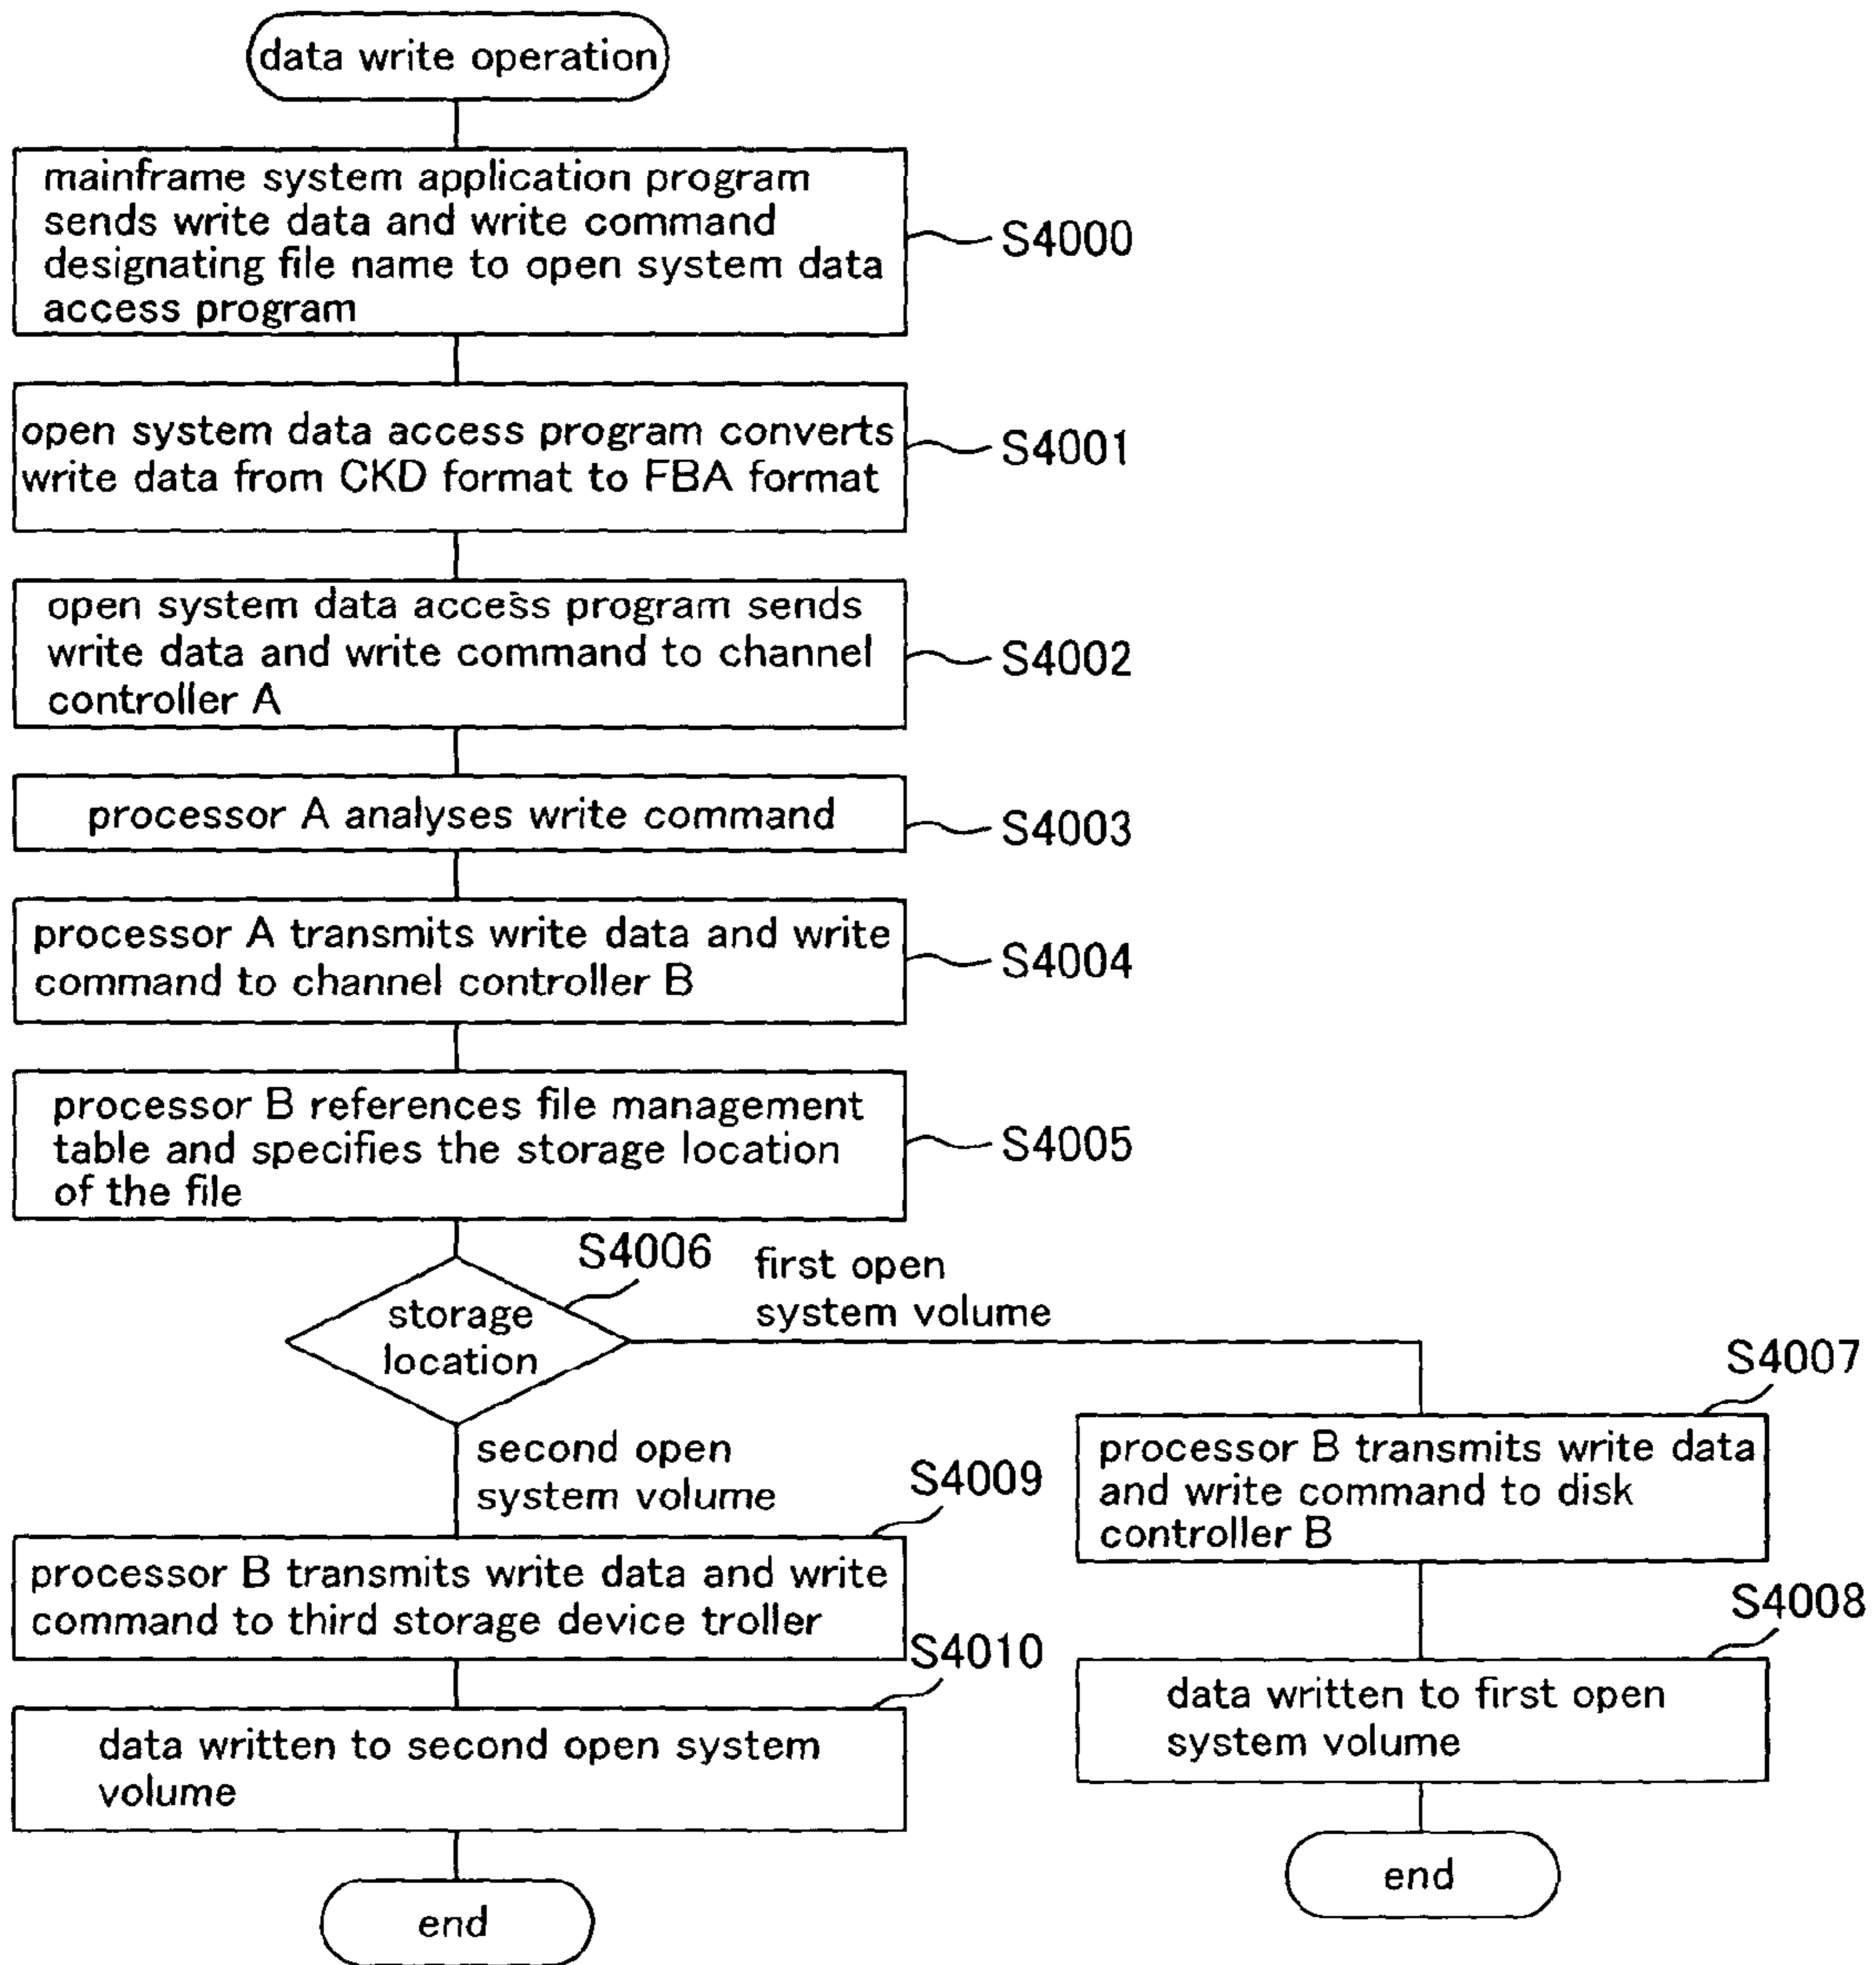 data write operation
mainframe system application program
sends write data and write command
designating file name to open system data
access program
S4000
open system data access program converts
write data from CKD format to FBA format
S4001
open system data access program sends
write data and write command to channel
controller A
S4002
processor A analyses write command
S4003
processor A transmits write data and write
command to channel controller B
S4004
processor B references file management
table and specifies the storage location
of the file
S4005
S4006
storage
location
first open
system volume
second open
system volume
S4007
processor B transmits write data
and write command to disk
controller B
S4008
data written to first open
system volume
end
S4009
processor B transmits write data and write
command to third storage device troller
S4010
data written to second open system
volume
end